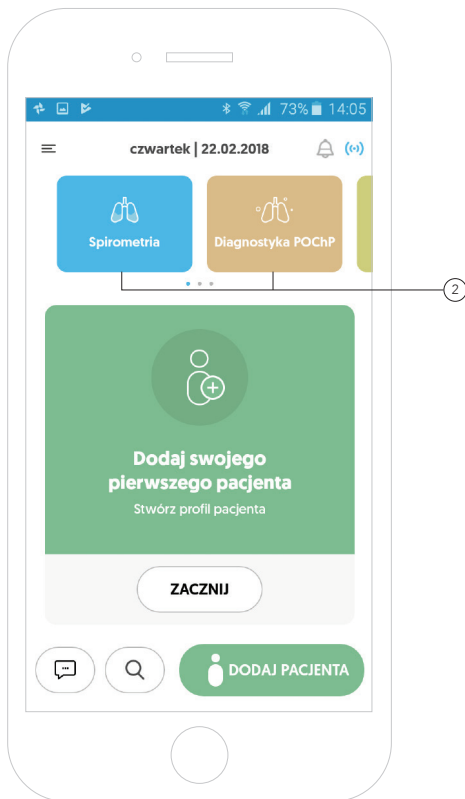 73% 14:05
czwartek | 22.02.2018
Spirometria
Diagnostyka POChP
2
Dodaj swojego
pierwszego pacjenta
Stwórz profil pacjenta
ZACZNIJ
DODAJ PACJENTA